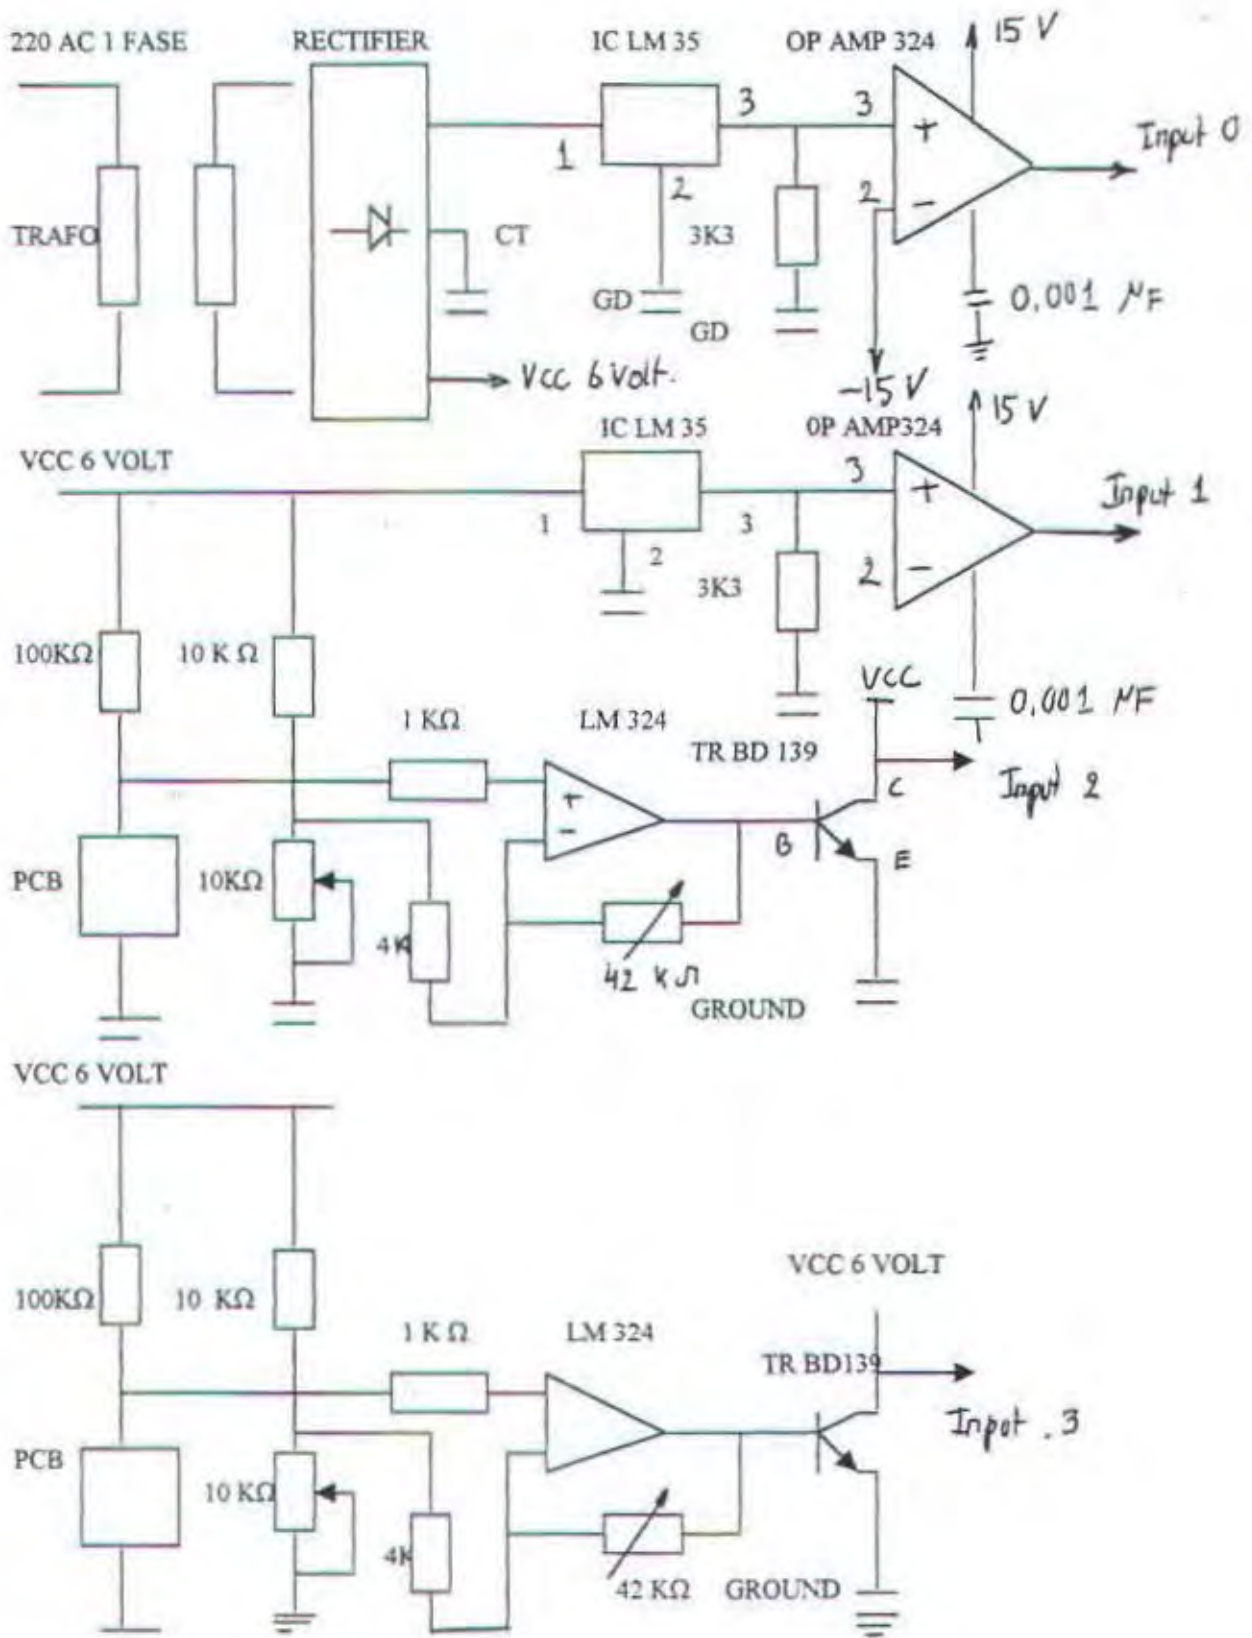 220 AC 1 FASE RECTIFIER IC LM 35 OP AMP 324 15 V
3 3 + Input 0
1
2 2 −
TRAFO CT 3K3
GD 0,001 µF
GD
Vcc 6 Volt. −15 V
IC LM 35 OP AMP324 15 V
VCC 6 VOLT
3 + Input 1
1 3
2 2 −
3K3
100KΩ 10 K Ω
VCC
0,001 µF
1 KΩ LM 324
TR BD 139
C Input 2
+
−
B E
PCB 10KΩ
4K
42 KΩ
GROUND
VCC 6 VOLT
VCC 6 VOLT
100KΩ 10 KΩ
1 K Ω LM 324
TR BD139
Input . 3
PCB
10 KΩ
4K
42 KΩ GROUND